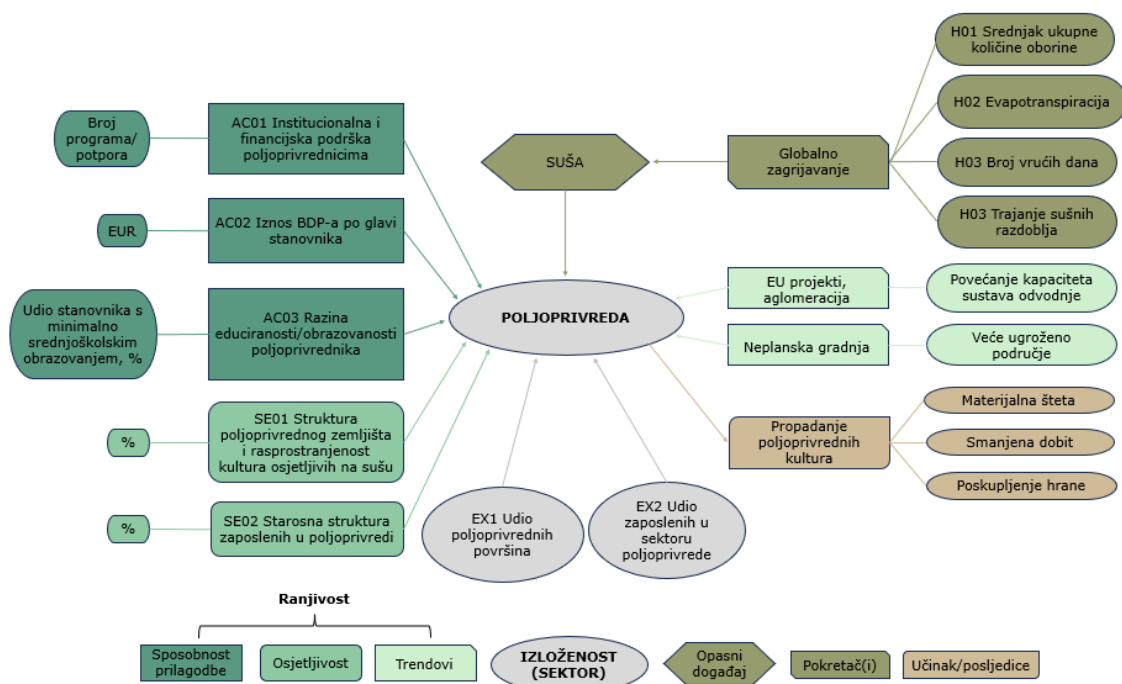 Broj
programa/
potpora
AC01 Institucionalna i
financijska podrška
poljoprivrednicima
EUR
AC02 Iznos BDP-a po glavi
stanovnika
Udio stanovnika s
minimalno
srednjoškolskim
obrazovanjem, %
AC03 Razina
educiranosti/obrazovanosti
poljoprivrednika
%
SE01 Struktura
poljoprivrednog zemljišta
i rasprostranjenost
kultura osjetljivih na sušu
%
SE02 Starosna struktura
zaposlenih u poljoprivredi
SUŠA
Globalno
zagrijavanje
H01 Srednjak ukupne
količine oborine
H02 Evapotranspiracija
H03 Broj vrućih dana
H03 Trajanje sušnih
razdoblja
POLJOPRIVREDA
EU projekti,
aglomeracija
Povećanje kapaciteta
sustava odvodnje
Neplanska gradnja
Veće ugroženo
područje
Propadanje
poljoprivrednih
kultura
Materijalna šteta
Smanjena dobit
Poskupljenje hrane
EX1 Udio
poljoprivrednih
površina
EX2 Udio
zaposlenih u
sektoru
poljoprivrede
Ranjivost
Sposobnost
prilagodbe
Osjetljivost
Trendovi
IZLOŽENOST
(SEKTOR)
Opasni
događaj
Pokretač(i)
Učinak/posljedice